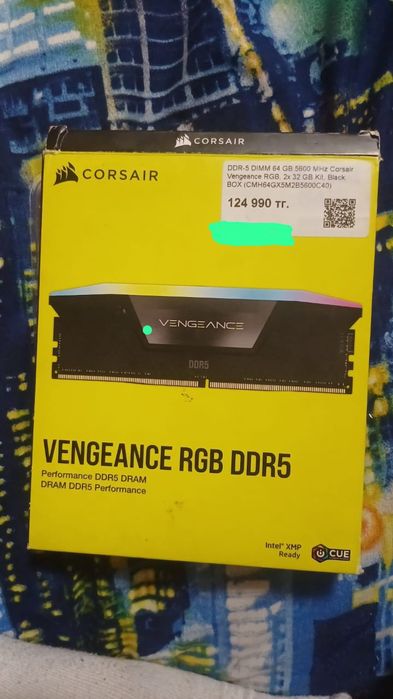 CORSAIR
CORSAIR
DDR-5 DIMM 64 GB 5600 MHz Corsair
Vengeance RGB, 2x 32 GB Kit, Black
BOX (CMH64GX5M2B5600C40)
124 990 тг.
VENGEANCE
DDR5
VENGEANCE RGB DDR5
Performance DDR5 DRAM
DRAM DDR5 Performance
Intel® XMP
Ready
iCUE